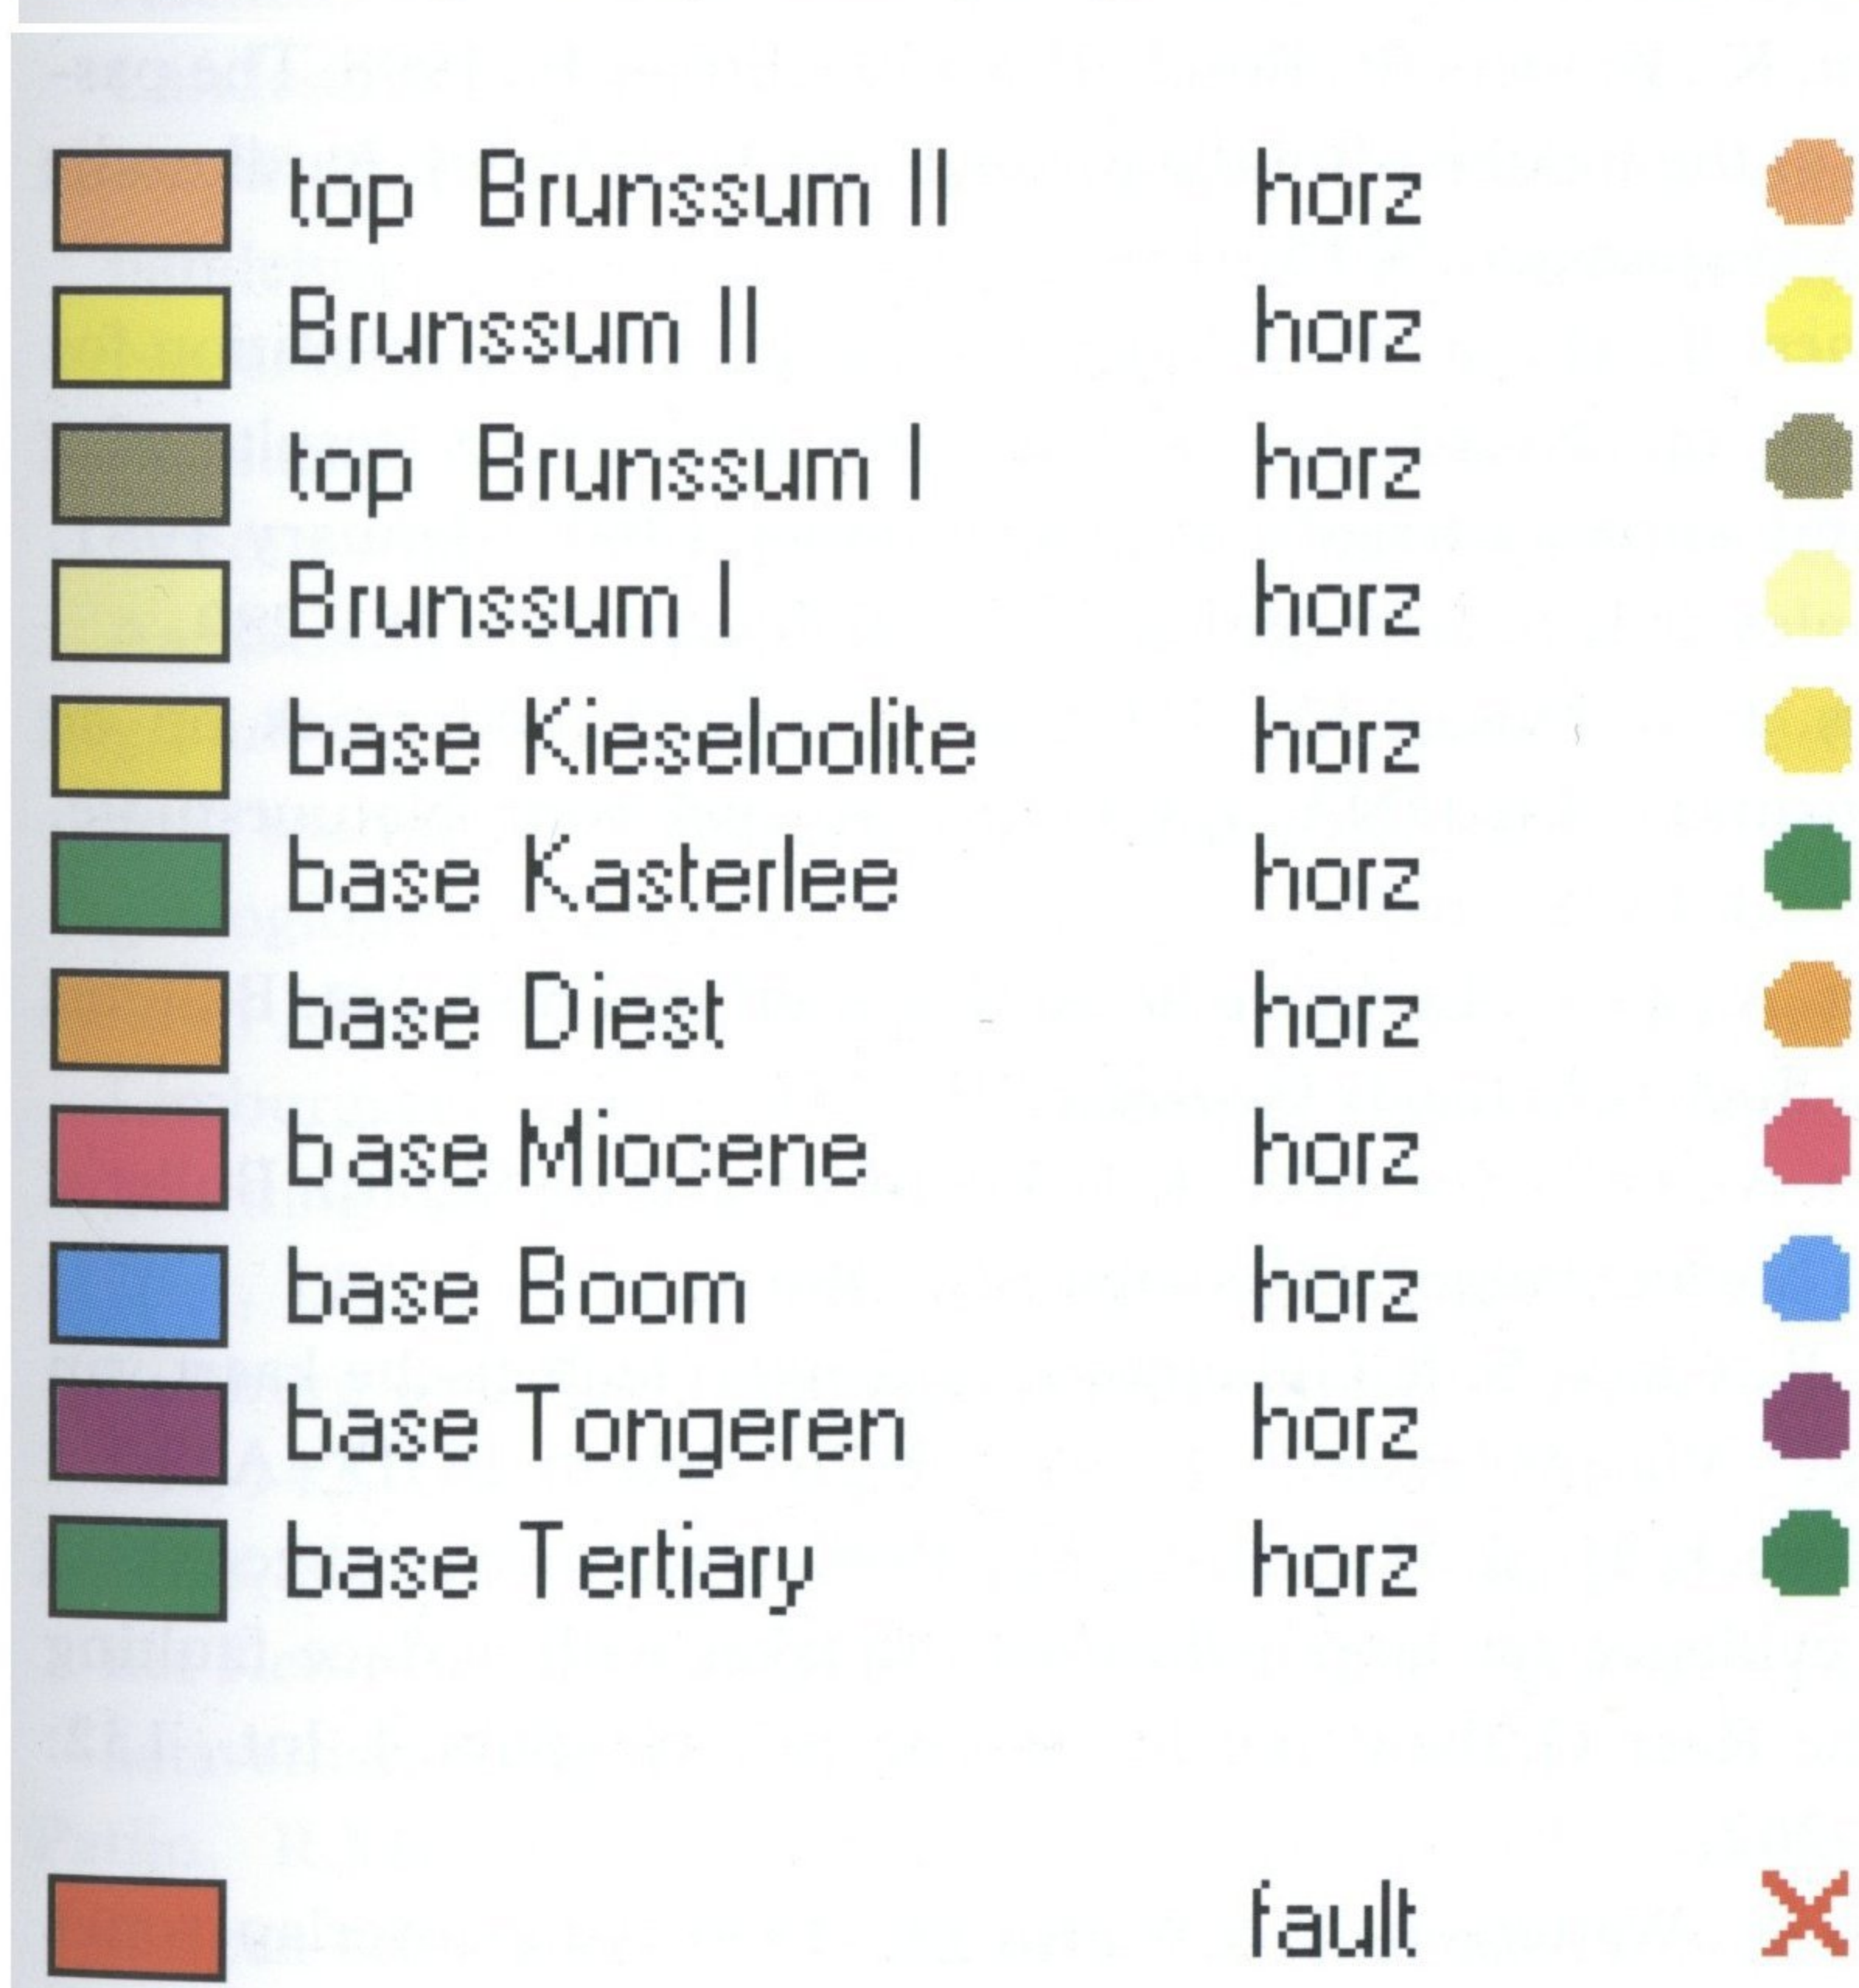 top Brunssum II horz
Brunssum II horz
top Brunssum I horz
Brunssum I horz
base Kieseloolite horz
base Kasterlee horz
base Diest horz
base Miocene horz
base Boom horz
base Tongeren horz
base Tertiary horz
fault